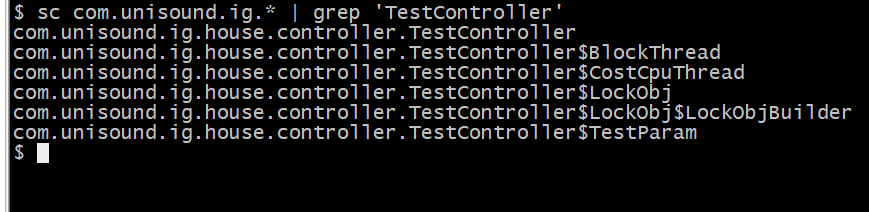 $ sc com.unisound.ig.* | grep 'TestController'
com.unisound.ig.house.controller.TestController
com.unisound.ig.house.controller.TestController$BlockThread
com.unisound.ig.house.controller.TestController$CostCpuThread
com.unisound.ig.house.controller.TestController$LockObj
com.unisound.ig.house.controller.TestController$LockObj$LockObjBuilder
com.unisound.ig.house.controller.TestController$TestParam
$